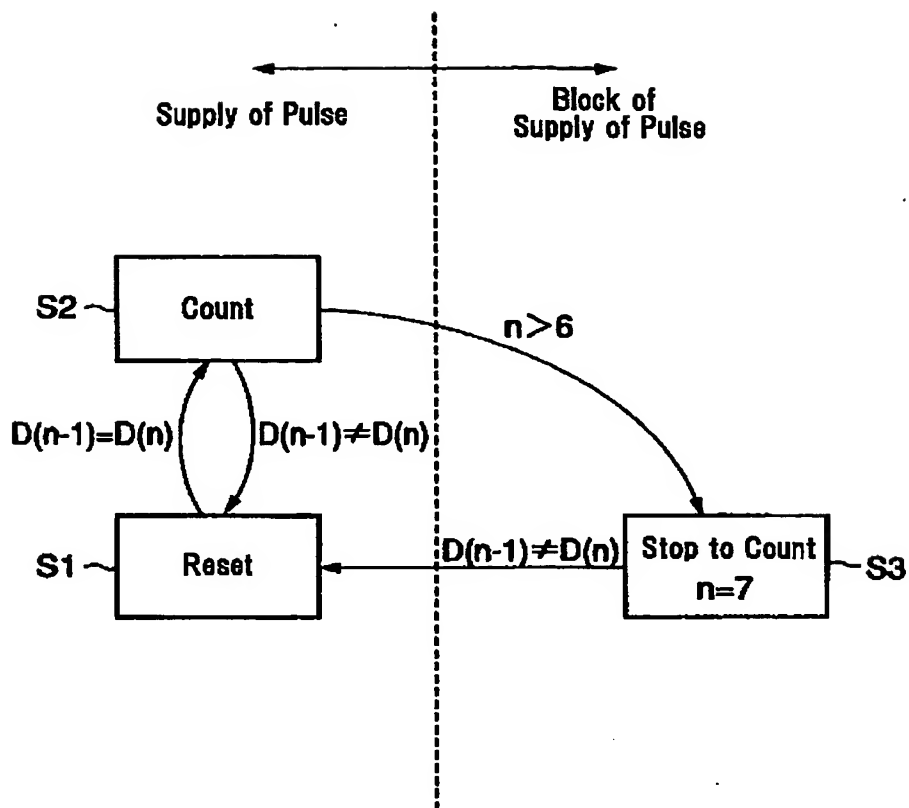 Supply of Pulse
Block of
Supply of Pulse
S2
Count
n>6
D(n-1)=D(n)
D(n-1)≠D(n)
S1
Reset
D(n-1)≠D(n)
Stop to Count
n=7
S3